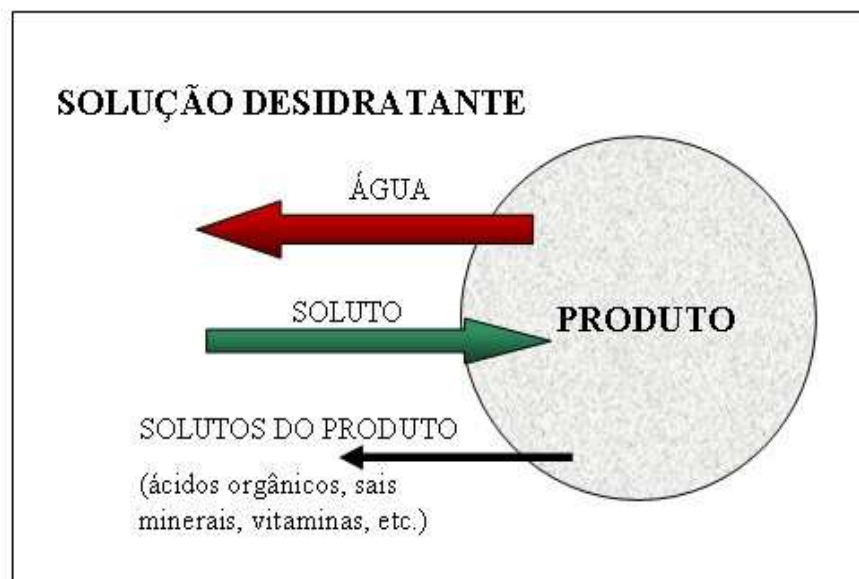 SOLUÇÃO DESIDRATANTE
ÁGUA
SOLUTO
PRODUTO
SOLUTOS DO PRODUTO
(ácidos orgânicos, sais
minerais, vitaminas, etc.)